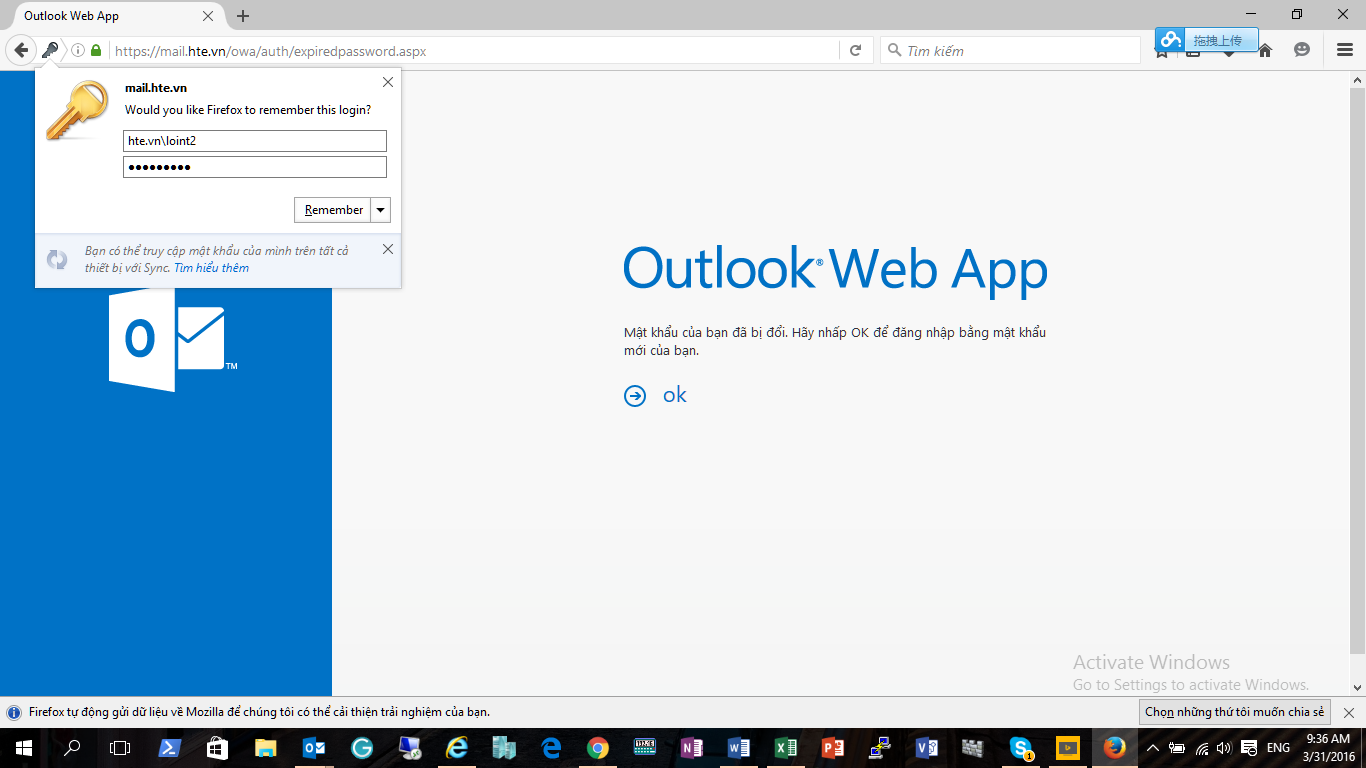 Outlook Web App
https://mail.hte.vn/owa/auth/expiredpassword.aspx
Tìm kiếm
拖拽上传
mail.hte.vn
Would you like Firefox to remember this login?
hte.vn\loint2
●●●●●●●●●
Remember
Bạn có thể truy cập mật khẩu của mình trên tất cả
thiết bị với Sync. Tìm hiểu thêm
Outlook® Web App
Mật khẩu của bạn đã bị đổi. Hãy nhấp OK để đăng nhập bằng mật khẩu
mới của bạn.
ok
TM
Activate Windows
Go to Settings to activate Windows.
Firefox tự động gửi dữ liệu về Mozilla để chúng tôi có thể cải thiện trải nghiệm của bạn.
Chọn những thứ tôi muốn chia sẻ
ENG
9:36 AM
3/31/2016